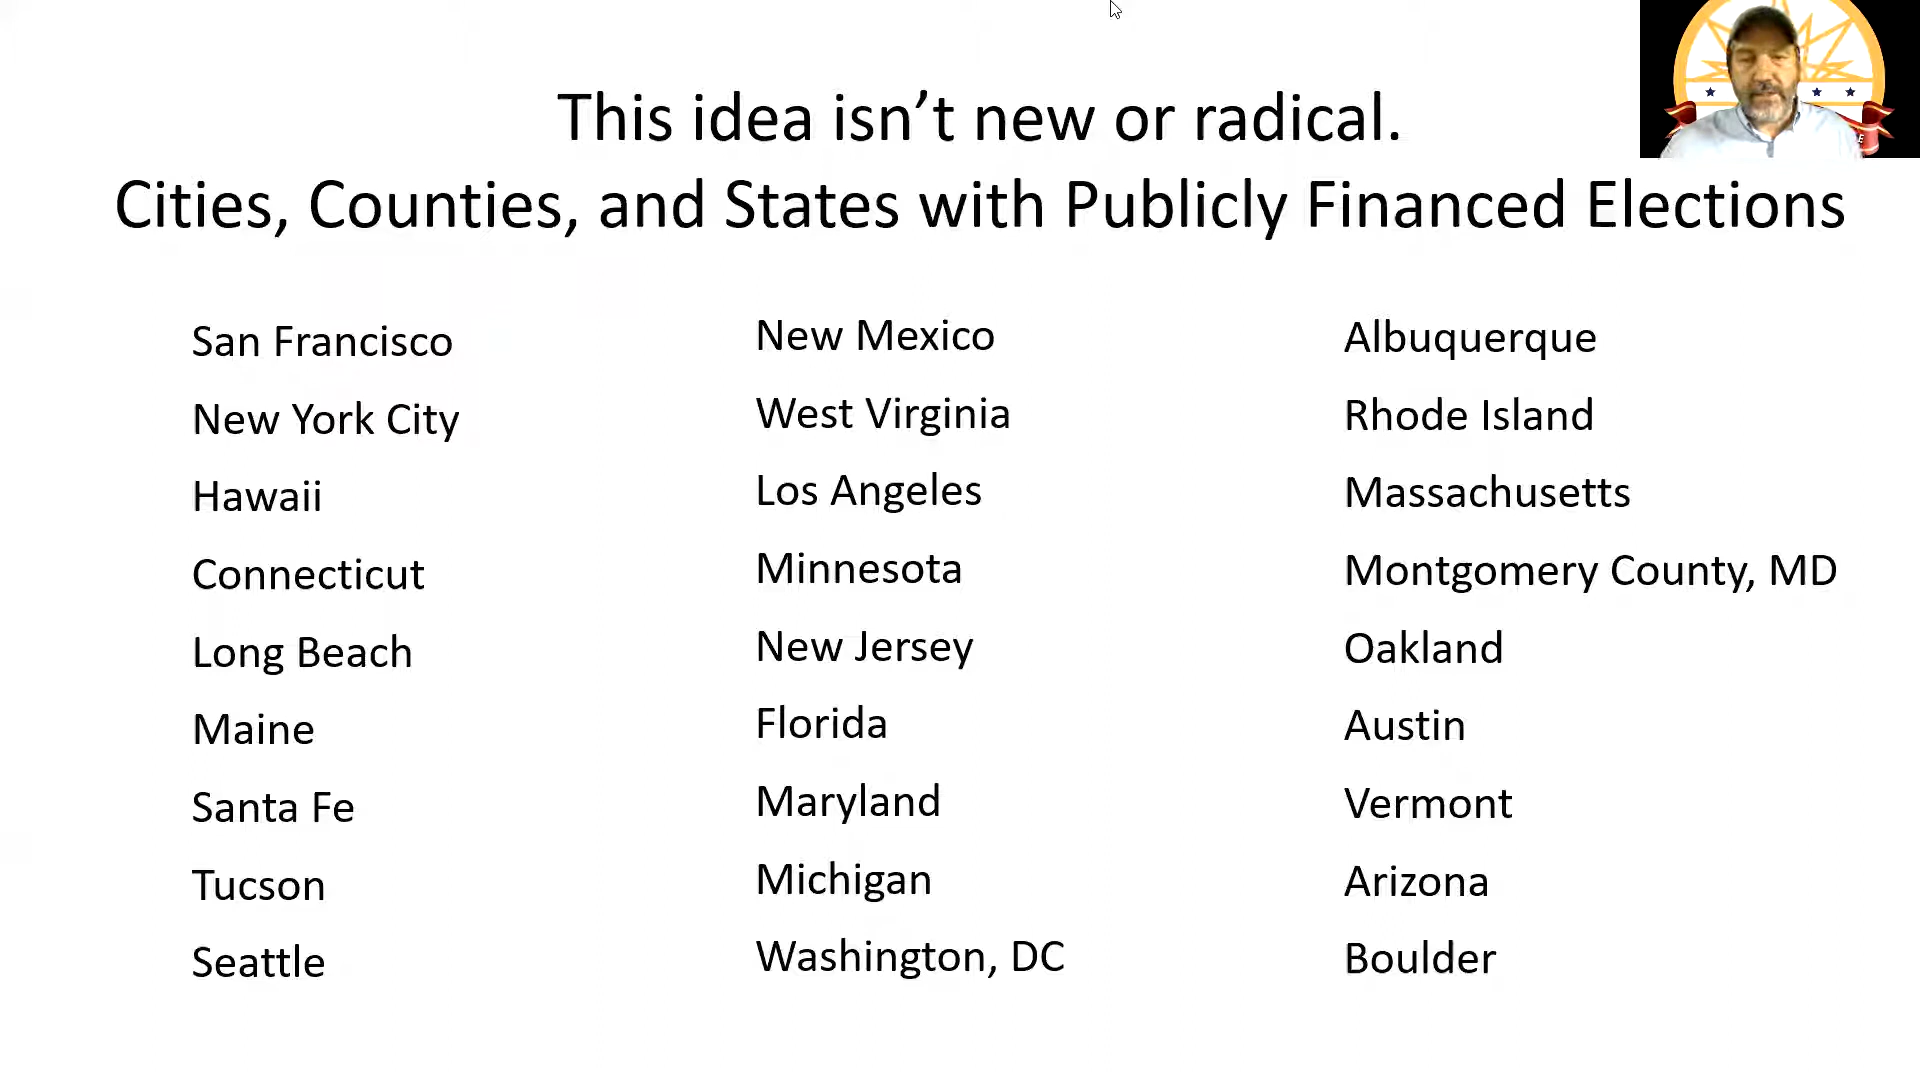 This idea isn’t new or radical.
Cities, Counties, and States with Publicly Financed Elections
San Francisco
New York City
Hawaii
Connecticut
Long Beach
Maine
Santa Fe
Tucson
Seattle
New Mexico
West Virginia
Los Angeles
Minnesota
New Jersey
Florida
Maryland
Michigan
Washington, DC
Albuquerque
Rhode Island
Massachusetts
Montgomery County, MD
Oakland
Austin
Vermont
Arizona
Boulder